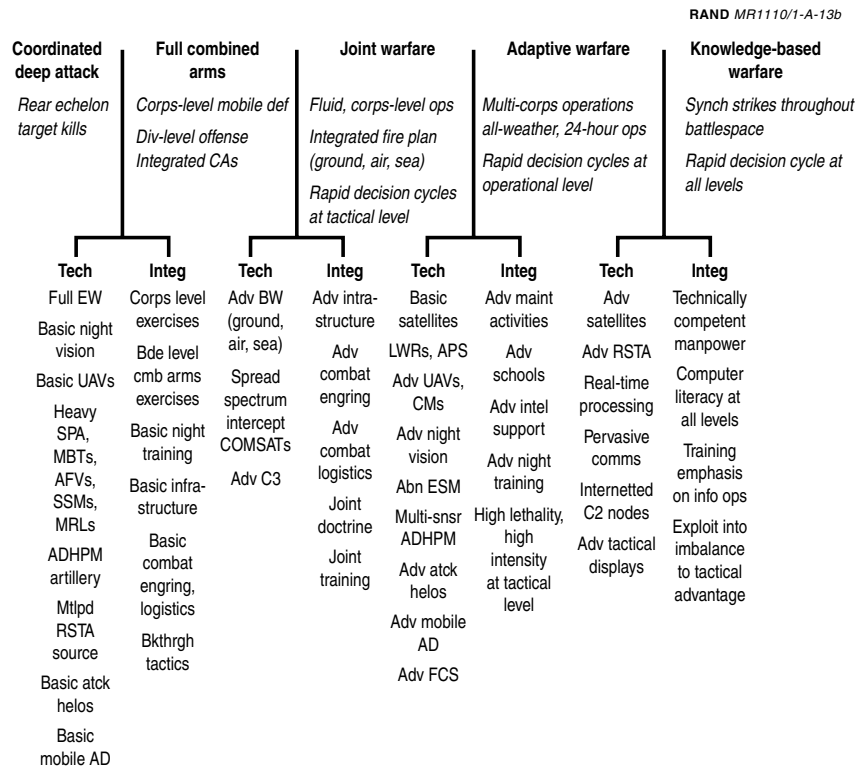 RAND MR1110/1-A-13b
Coordinated
deep attack
Rear echelon
target kills
Full combined
arms
Corps-level mobile def
Div-level offense
Integrated CAs
Joint warfare
Fluid, corps-level ops
Integrated fire plan
(ground, air, sea)
Rapid decision cycles
at tactical level
Adaptive warfare
Multi-corps operations
all-weather, 24-hour ops
Rapid decision cycles at
operational level
Knowledge-based
warfare
Synch strikes throughout
battlespace
Rapid decision cycle at
all levels
Tech
Full EW
Basic night
vision
Basic UAVs
Heavy
SPA,
MBTs,
AFVs,
SSMs,
MRLs
ADHPM
artillery
Mtlpd
RSTA
source
Basic atck
helos
Basic
mobile AD
Integ
Corps level
exercises
Bde level
cmb arms
exercises
Basic night
training
Basic infra-
structure
Basic
combat
engring,
logistics
Bkthrgh
tactics
Tech
Adv BW
(ground,
air, sea)
Spread
spectrum
intercept
COMSATs
Adv C3
Integ
Adv intra-
structure
Adv
combat
engring
Adv
combat
logistics
Joint
doctrine
Joint
training
Tech
Basic
satellites
LWRs, APS
Adv UAVs,
CMs
Adv night
vision
Abn ESM
Multi-snsr
ADHPM
Adv atck
helos
Adv mobile
AD
Adv FCS
Integ
Adv maint
activities
Adv
schools
Adv intel
support
Adv night
training
High lethality,
high
intensity
at tactical
level
Tech
Adv
satellites
Adv RSTA
Real-time
processing
Pervasive
comms
Internetted
C2 nodes
Adv tactical
displays
Integ
Technically
competent
manpower
Computer
literacy at
all levels
Training
emphasis
on info ops
Exploit into
imbalance
to tactical
advantage